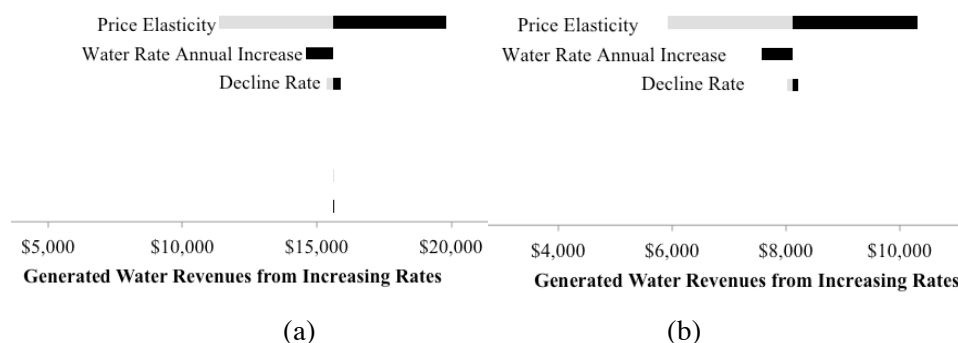 Price Elasticity
Water Rate Annual Increase
Decline Rate
$5,000 $10,000 $15,000 $20,000
Generated Water Revenues from Increasing Rates
(a)
Price Elasticity
Water Rate Annual Increase
Decline Rate
$4,000 $6,000 $8,000 $10,000
Generated Water Revenues from Increasing Rates
(b)